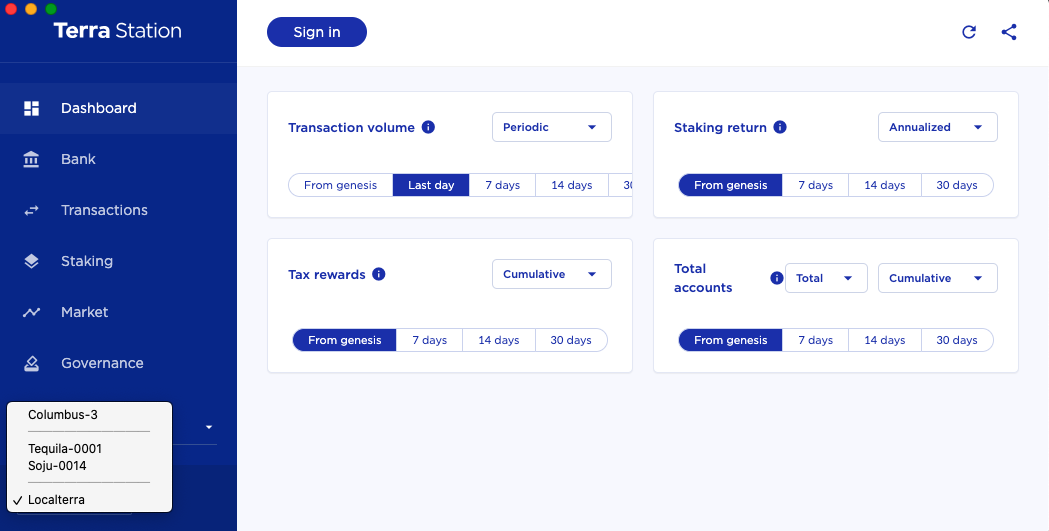 Terra Station
Sign in
Dashboard
Bank
Transactions
Staking
Market
Governance
Columbus-3
Tequila-0001
Soju-0014
Localterra
Transaction volume
Periodic
From genesis Last day 7 days 14 days 30
Staking return
Annualized
From genesis 7 days 14 days 30 days
Tax rewards
Cumulative
From genesis 7 days 14 days 30 days
Total
accounts
Total
Cumulative
From genesis 7 days 14 days 30 days